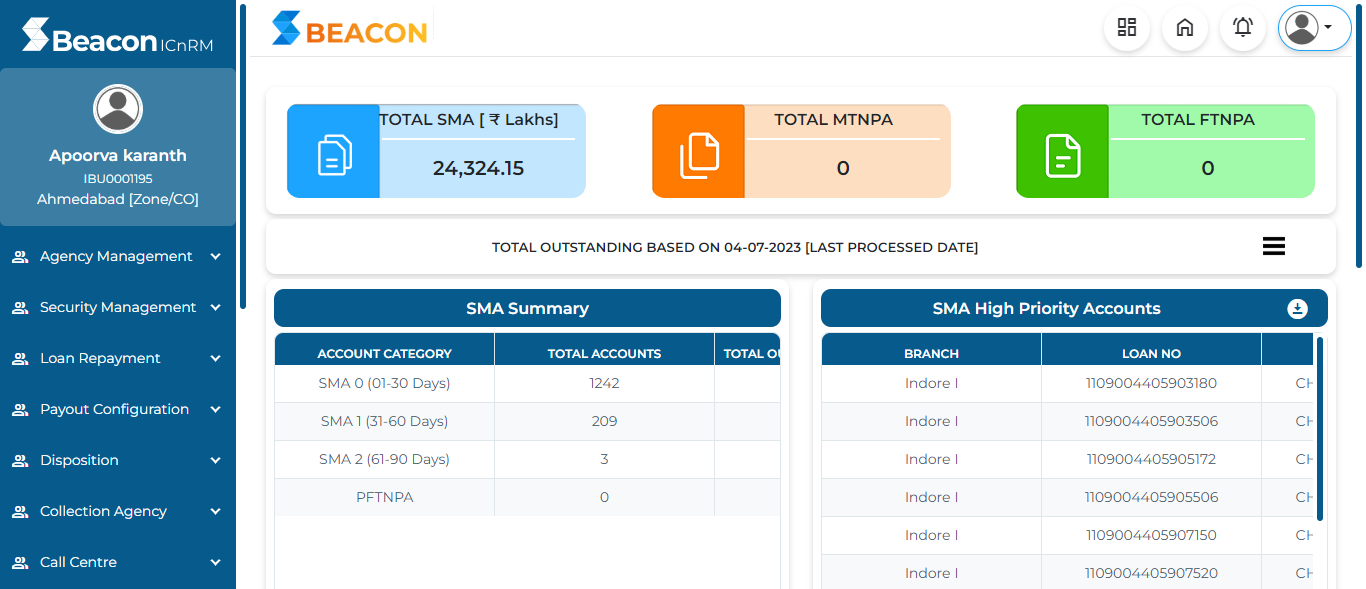 Beacon ICnRM
Apoorva karanth
IBU0001195
Ahmedabad [Zone/CO]
Agency Management
Security Management
Loan Repayment
Payout Configuration
Disposition
Collection Agency
Call Centre
BEACON
TOTAL SMA [ ₹ Lakhs]
24,324.15
TOTAL MTNPA
0
TOTAL FTNPA
0
TOTAL OUTSTANDING BASED ON 04-07-2023 [LAST PROCESSED DATE]
SMA Summary
ACCOUNT CATEGORY TOTAL ACCOUNTS TOTAL OU
SMA 0 (01-30 Days) 1242
SMA 1 (31-60 Days) 209
SMA 2 (61-90 Days) 3
PFTNPA 0
SMA High Priority Accounts
BRANCH LOAN NO
Indore I 1109004405903180 CH
Indore I 1109004405903506 CH
Indore I 1109004405905172 CH
Indore I 1109004405905506 CH
Indore I 1109004405907150 CH
Indore I 1109004405907520 CH